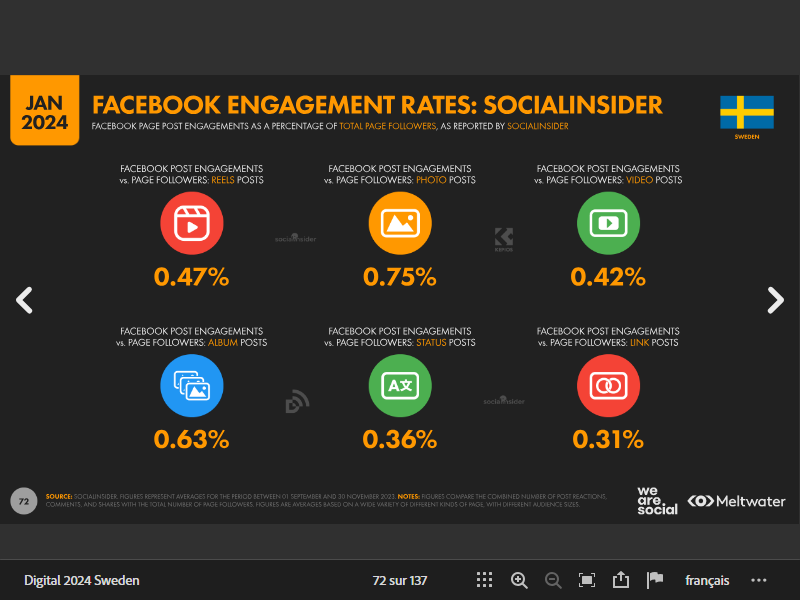 JAN
2024
FACEBOOK ENGAGEMENT RATES: SOCIALINSIDER
FACEBOOK PAGE POST ENGAGEMENTS AS A PERCENTAGE OF TOTAL PAGE FOLLOWERS, AS REPORTED BY SOCIALINSIDER
SWEDEN
FACEBOOK POST ENGAGEMENTS
vs. PAGE FOLLOWERS: REELS POSTS
0.47%
socialinsider
FACEBOOK POST ENGAGEMENTS
vs. PAGE FOLLOWERS: PHOTO POSTS
0.75%
KEPIOS
FACEBOOK POST ENGAGEMENTS
vs. PAGE FOLLOWERS: VIDEO POSTS
0.42%
FACEBOOK POST ENGAGEMENTS
vs. PAGE FOLLOWERS: ALBUM POSTS
0.63%
FACEBOOK POST ENGAGEMENTS
vs. PAGE FOLLOWERS: STATUS POSTS
A文
0.36%
socialinsider
FACEBOOK POST ENGAGEMENTS
vs. PAGE FOLLOWERS: LINK POSTS
0.31%
72
SOURCE: SOCIALINSIDER. FIGURES REPRESENT AVERAGES FOR THE PERIOD BETWEEN 01 SEPTEMBER AND 30 NOVEMBER 2023. NOTES: FIGURES COMPARE THE COMBINED NUMBER OF POST REACTIONS,
COMMENTS, AND SHARES WITH THE TOTAL NUMBER OF PAGE FOLLOWERS. FIGURES ARE AVERAGES BASED ON A WIDE VARIETY OF DIFFERENT KINDS OF PAGE, WITH DIFFERENT AUDIENCE SIZES.
we
are
social
Meltwater
Digital 2024 Sweden
72 sur 137
français